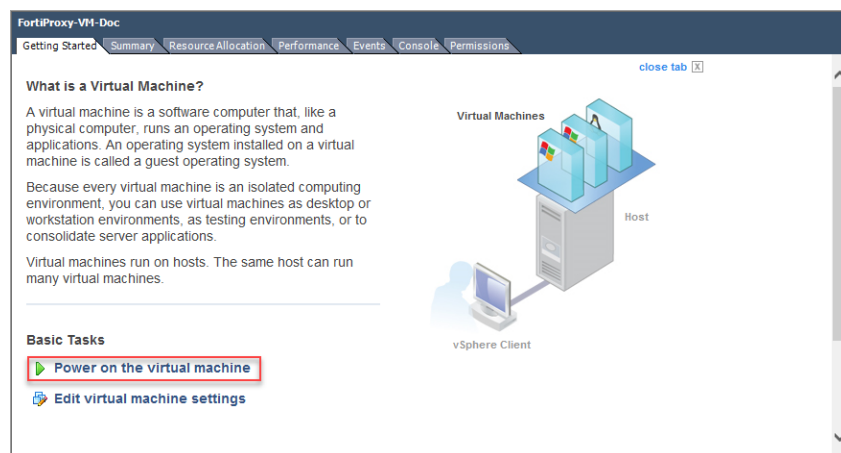 FortiProxy-VM-Doc
Getting Started Summary Resource Allocation Performance Events Console Permissions
close tab X
What is a Virtual Machine?
A virtual machine is a software computer that, like a
physical computer, runs an operating system and
applications. An operating system installed on a virtual
machine is called a guest operating system.
Because every virtual machine is an isolated computing
environment, you can use virtual machines as desktop or
workstation environments, as testing environments, or to
consolidate server applications.
Virtual machines run on hosts. The same host can run
many virtual machines.
Virtual Machines
Host
vSphere Client
Basic Tasks
Power on the virtual machine
Edit virtual machine settings